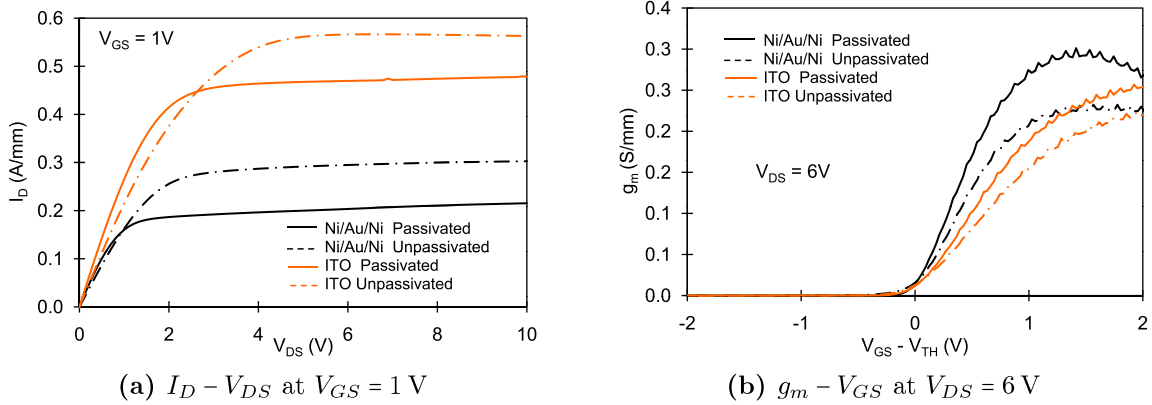 (a)
I_D (A/mm)
0.6
0.5
0.4
0.3
0.2
0.1
0.0
V_GS = 1V
Ni/Au/Ni Passivated
Ni/Au/Ni Unpassivated
ITO Passivated
ITO Unpassivated
0 2 4 6 8 10
V_DS (V)
(a) I_D – V_DS at V_GS = 1 V
(b)
g_m (S/mm)
0.4
0.3
0.3
0.2
0.2
0.1
0.1
0.0
Ni/Au/Ni Passivated
Ni/Au/Ni Unpassivated
ITO Passivated
ITO Unpassivated
V_DS = 6V
-2 -1 0 1 2
V_GS - V_TH (V)
(b) g_m – V_GS at V_DS = 6 V